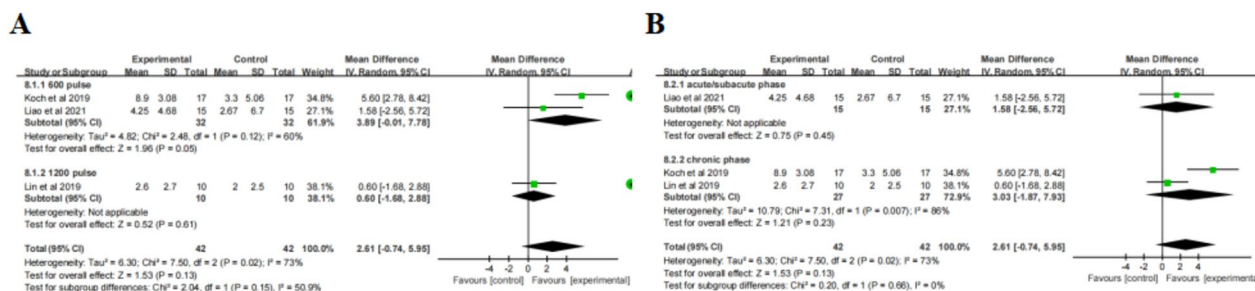 A
Experimental Control Mean Difference Mean Difference
Study or Subgroup Mean SD Total Mean SD Total Weight IV, Random, 95% CI IV, Random, 95% CI
8.1.1 600 pulse
Koch et al 2019 8.9 3.08 17 3.3 5.06 17 34.8% 5.60 [2.78, 8.42]
Liao et al 2021 4.25 4.68 15 2.67 6.7 15 27.1% 1.58 [-2.56, 5.72]
Subtotal (95% CI) 32 32 61.9% 3.89 [-0.01, 7.78]
Heterogeneity: Tau² = 4.82; Chi² = 2.48, df = 1 (P = 0.12); I² = 60%
Test for overall effect: Z = 1.96 (P = 0.05)
8.1.2 1200 pulse
Lin et al 2019 2.6 2.7 10 2 2.5 10 38.1% 0.60 [-1.68, 2.88]
Subtotal (95% CI) 10 10 38.1% 0.60 [-1.68, 2.88]
Heterogeneity: Not applicable
Test for overall effect: Z = 0.52 (P = 0.61)
Total (95% CI) 42 42 100.0% 2.61 [-0.74, 5.95]
Heterogeneity: Tau² = 6.30; Chi² = 7.50, df = 2 (P = 0.02); I² = 73%
Test for overall effect: Z = 1.53 (P = 0.13)
Test for subgroup differences: Chi² = 2.04, df = 1 (P = 0.15), I² = 50.9%
-4 -2 0 2 4
Favours [control] Favours [experimental]
B
Experimental Control Mean Difference Mean Difference
Study or Subgroup Mean SD Total Mean SD Total Weight IV, Random, 95% CI IV, Random, 95% CI
8.2.1 acute/subacute phase
Liao et al 2021 4.25 4.68 15 2.67 6.7 15 27.1% 1.58 [-2.56, 5.72]
Subtotal (95% CI) 15 15 27.1% 1.58 [-2.56, 5.72]
Heterogeneity: Not applicable
Test for overall effect: Z = 0.75 (P = 0.45)
8.2.2 chronic phase
Koch et al 2019 8.9 3.08 17 3.3 5.06 17 34.8% 5.60 [2.78, 8.42]
Lin et al 2019 2.6 2.7 10 2 2.5 10 38.1% 0.60 [-1.68, 2.88]
Subtotal (95% CI) 27 27 72.9% 3.03 [-1.87, 7.93]
Heterogeneity: Tau² = 10.79; Chi² = 7.31, df = 1 (P = 0.007); I² = 86%
Test for overall effect: Z = 1.21 (P = 0.23)
Total (95% CI) 42 42 100.0% 2.61 [-0.74, 5.95]
Heterogeneity: Tau² = 6.30; Chi² = 7.50, df = 2 (P = 0.02); I² = 73%
Test for overall effect: Z = 1.53 (P = 0.13)
Test for subgroup differences: Chi² = 0.20, df = 1 (P = 0.66), I² = 0%
-4 -2 0 2 4
Favours [control] Favours [experimental]